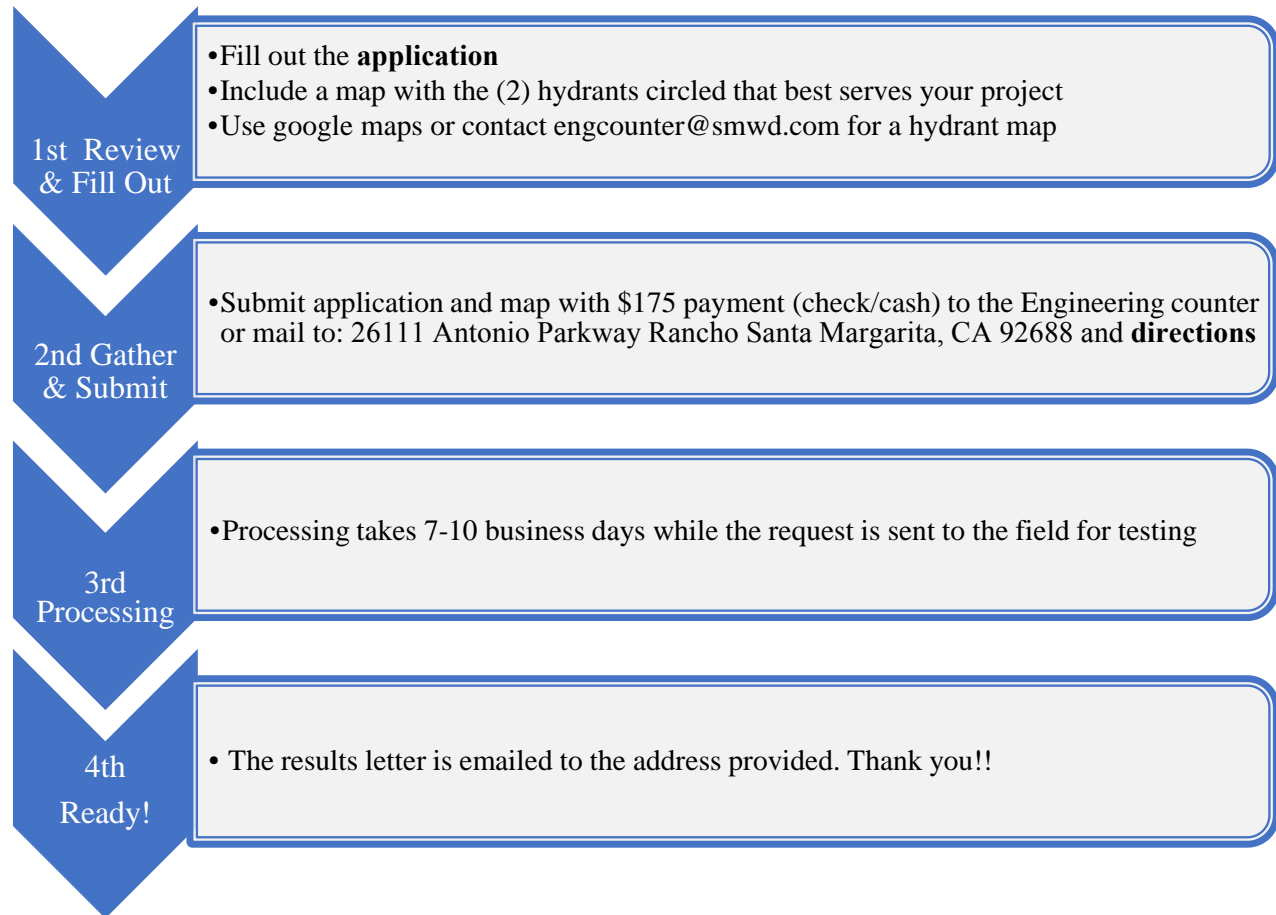 1st Review
& Fill Out
•Fill out the application
•Include a map with the (2) hydrants circled that best serves your project
•Use google maps or contact engcounter@smwd.com for a hydrant map
2nd Gather
& Submit
•Submit application and map with $175 payment (check/cash) to the Engineering counter
or mail to: 26111 Antonio Parkway Rancho Santa Margarita, CA 92688 and directions
3rd
Processing
•Processing takes 7-10 business days while the request is sent to the field for testing
4th
Ready!
• The results letter is emailed to the address provided. Thank you!!